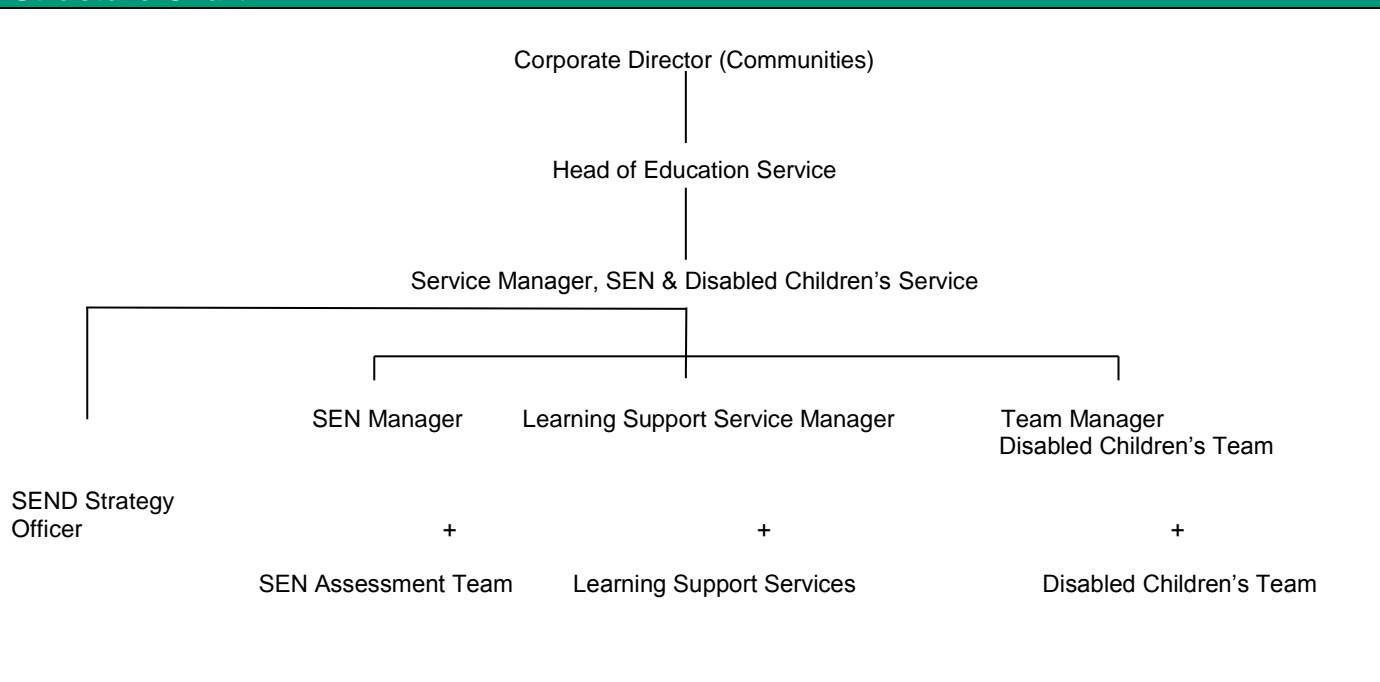 Corporate Director (Communities)
Head of Education Service
Service Manager, SEN & Disabled Children’s Service
SEN Manager
Learning Support Service Manager
Team Manager
Disabled Children’s Team
SEND Strategy
Officer
+
+
+
SEN Assessment Team
Learning Support Services
Disabled Children’s Team